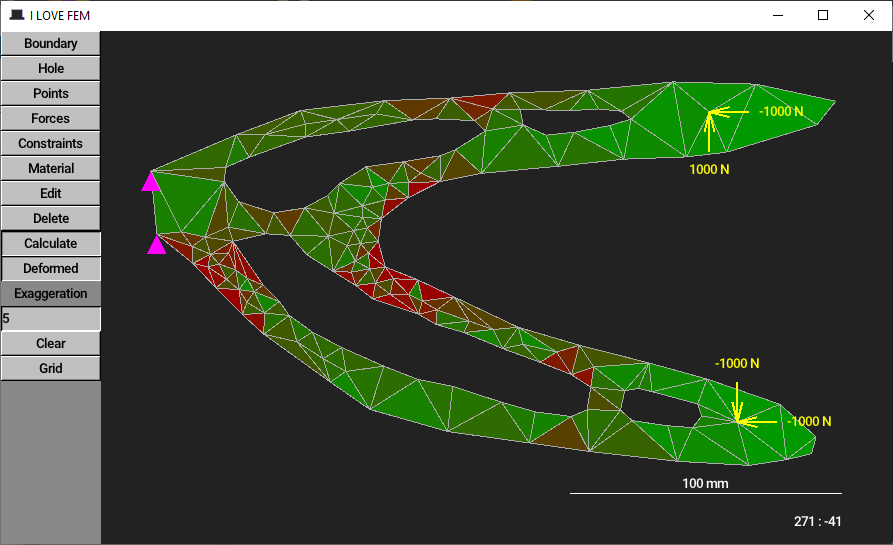 I LOVE FEM
Boundary
Hole
Points
Forces
Constraints
Material
Edit
Delete
Calculate
Deformed
Exaggeration
5
Clear
Grid
-1000 N
1000 N
-1000 N
-1000 N
100 mm
271 : -41